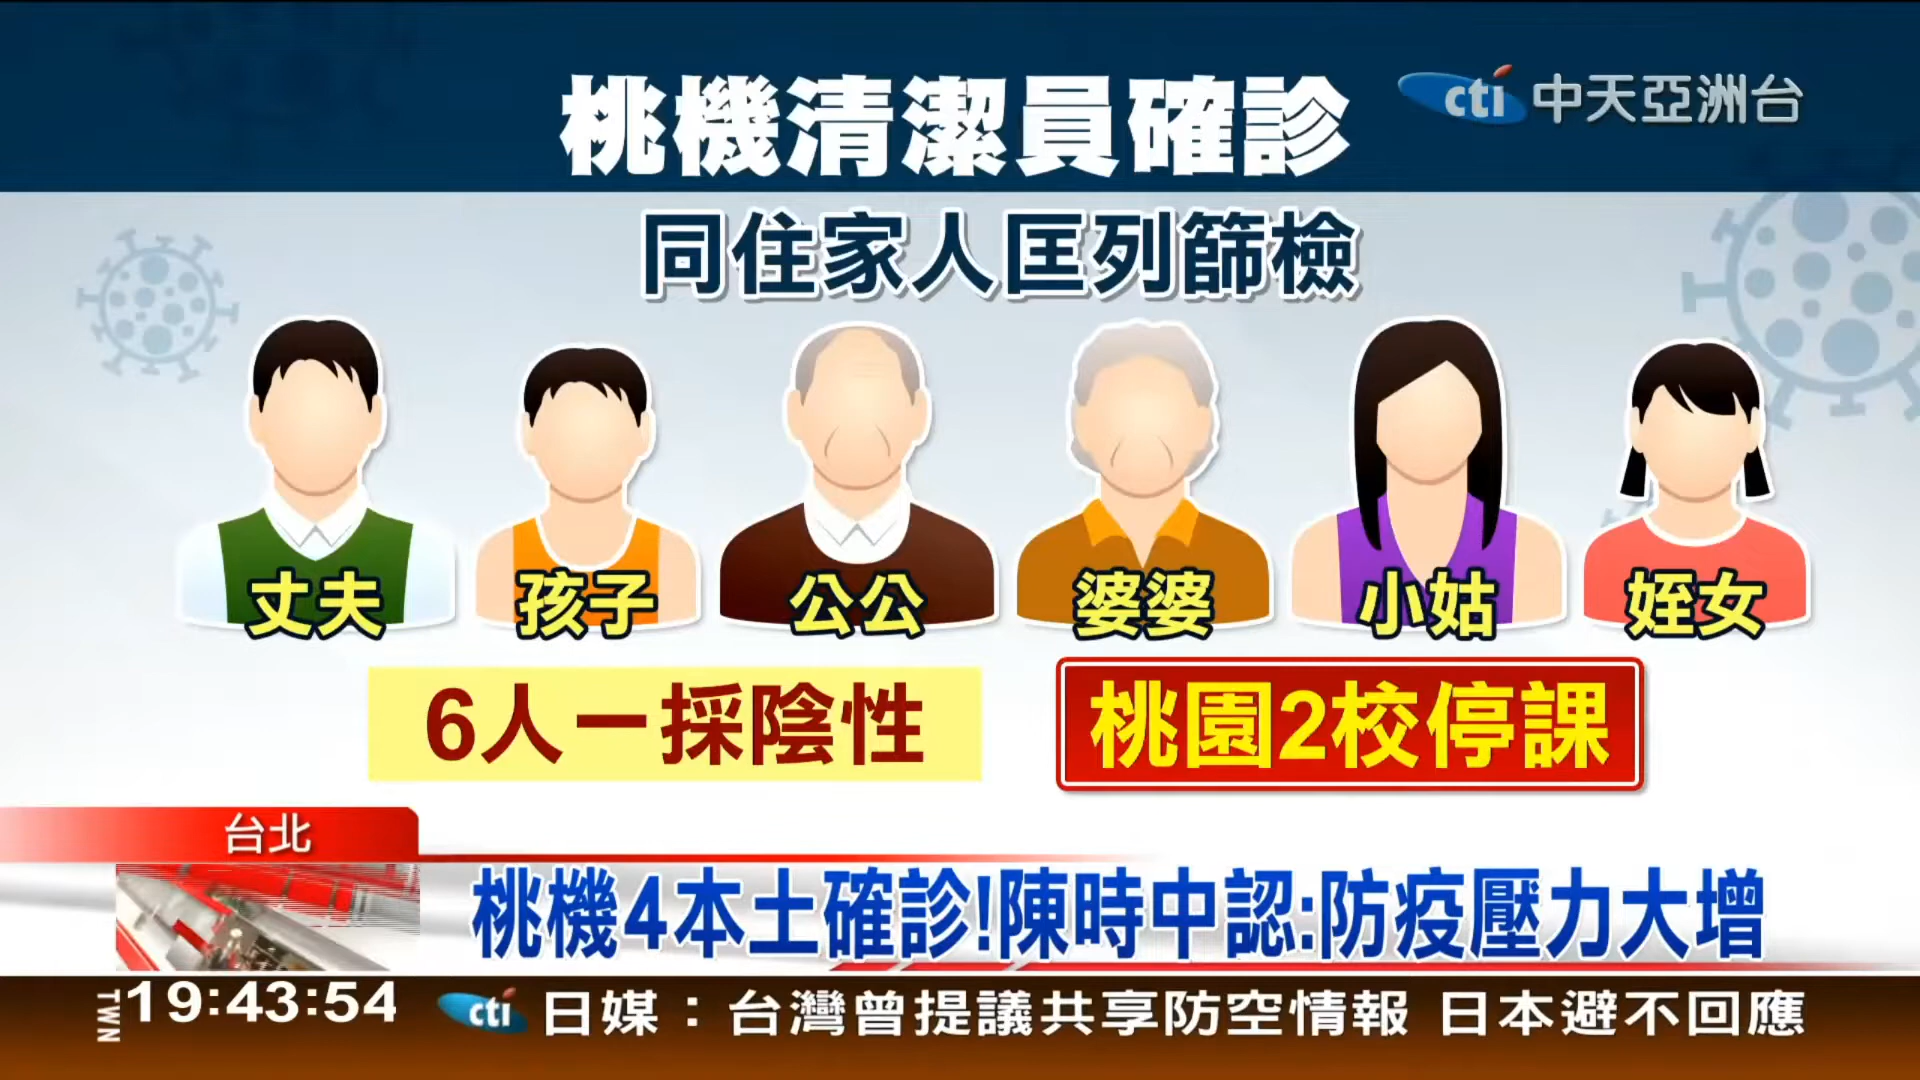 桃機清潔員確診
cti 中天亞洲台
同住家人匡列篩檢
丈夫 孩子 公公 婆婆 小姑 姪女
6人一採陰性
桃園2校停課
台北
桃機4本土確診!陳時中認:防疫壓力大增
TWN 19:43:54
cti 日媒：台灣曾提議共享防空情報 日本避不回應